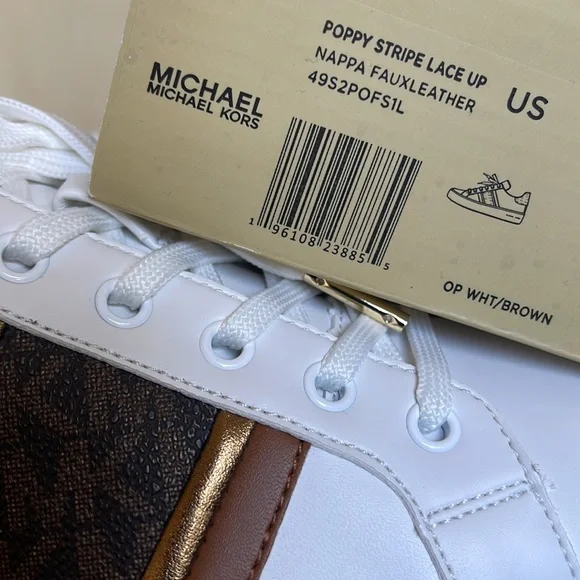 POPPY STRIPE LACE UP
NAPPA FAUXLEATHER
49S2POFS1L
US
MICHAEL
MICHAEL KORS
1 96108 23885 5
OP WHT/BROWN